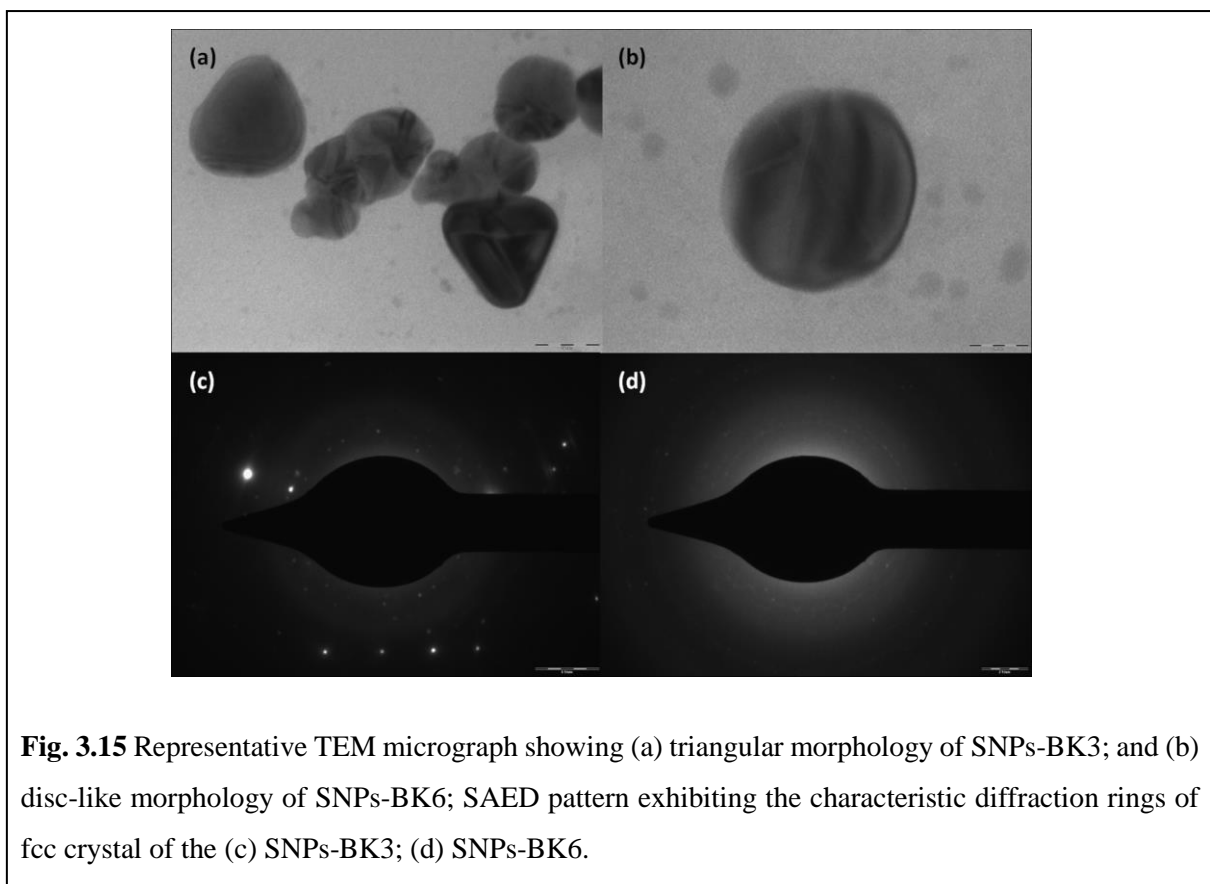 (a)
(b)
(c)
(d)
Fig. 3.15 Representative TEM micrograph showing (a) triangular morphology of SNPs-BK3; and (b)
disc-like morphology of SNPs-BK6; SAED pattern exhibiting the characteristic diffraction rings of
fcc crystal of the (c) SNPs-BK3; (d) SNPs-BK6.